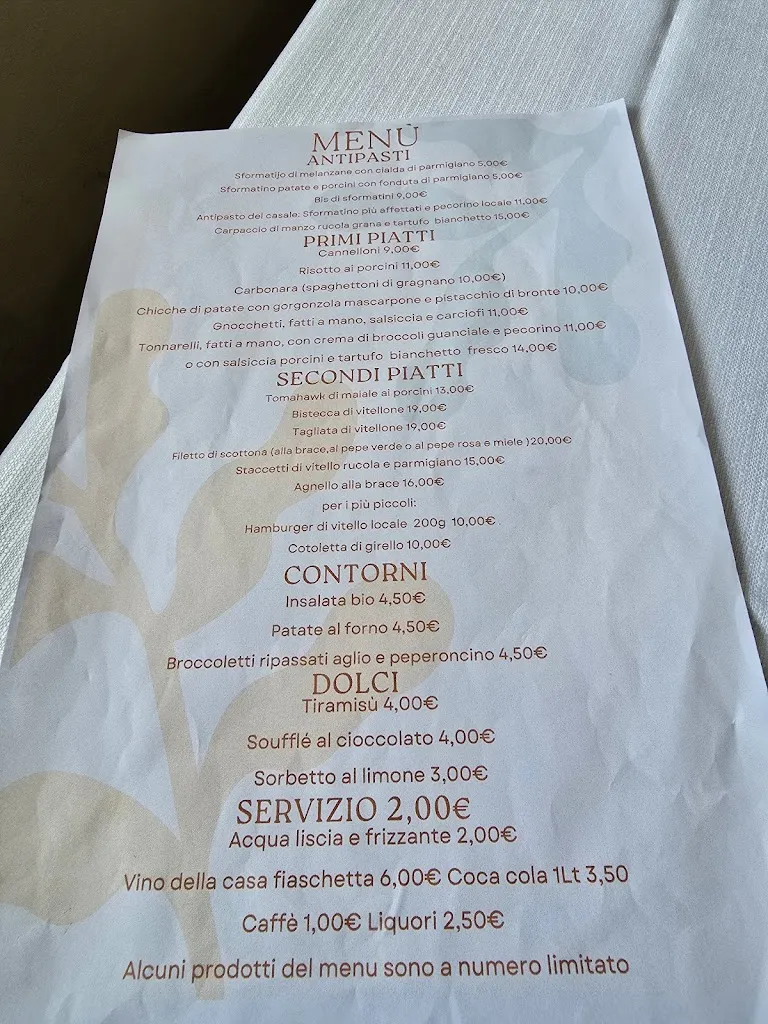 MENÙ
ANTIPASTI
Sformatijo di melanzane con cialda di parmigiano 5,00€
Sformatino patate e porcini con fonduta di parmigiano 5,00€
Bis di sformatini 9,00€
Antipasto del casale: Sformatino più affettati e pecorino locale 11,00€
Carpaccio di manzo rucola grana e tartufo bianchetto 15,00€
PRIMI PIATTI
Cannelloni 9,00€
Risotto ai porcini 11,00€
Carbonara (spaghettoni di gragnano 10,00€)
Chicche di patate con gorgonzola mascarpone e pistacchio di bronte 10,00€
Gnocchetti, fatti a mano, salsiccia e carciofi 11,00€
Tonnarelli, fatti a mano, con crema di broccoli guanciale e pecorino 11,00€
o con salsiccia porcini e tartufo bianchetto fresco 14,00€
SECONDI PIATTI
Tomahawk di maiale ai porcini 13,00€
Bistecca di vitellone 19,00€
Tagliata di vitellone 19,00€
Filetto di scottona (alla brace,al pepe verde o al pepe rosa e miele )20,00€
Staccetti di vitello rucola e parmigiano 15,00€
Agnello alla brace 16,00€
per i più piccoli:
Hamburger di vitello locale 200g 10,00€
Cotoletta di girello 10,00€
CONTORNI
Insalata bio 4,50€
Patate al forno 4,50€
Broccoletti ripassati aglio e peperoncino 4,50€
DOLCI
Tiramisù 4,00€
Soufflé al cioccolato 4,00€
Sorbetto al limone 3,00€
SERVIZIO 2,00€
Acqua liscia e frizzante 2,00€
Vino della casa fiaschetta 6,00€ Coca cola 1Lt 3,50
Caffè 1,00€ Liquori 2,50€
Alcuni prodotti del menu sono a numero limitato